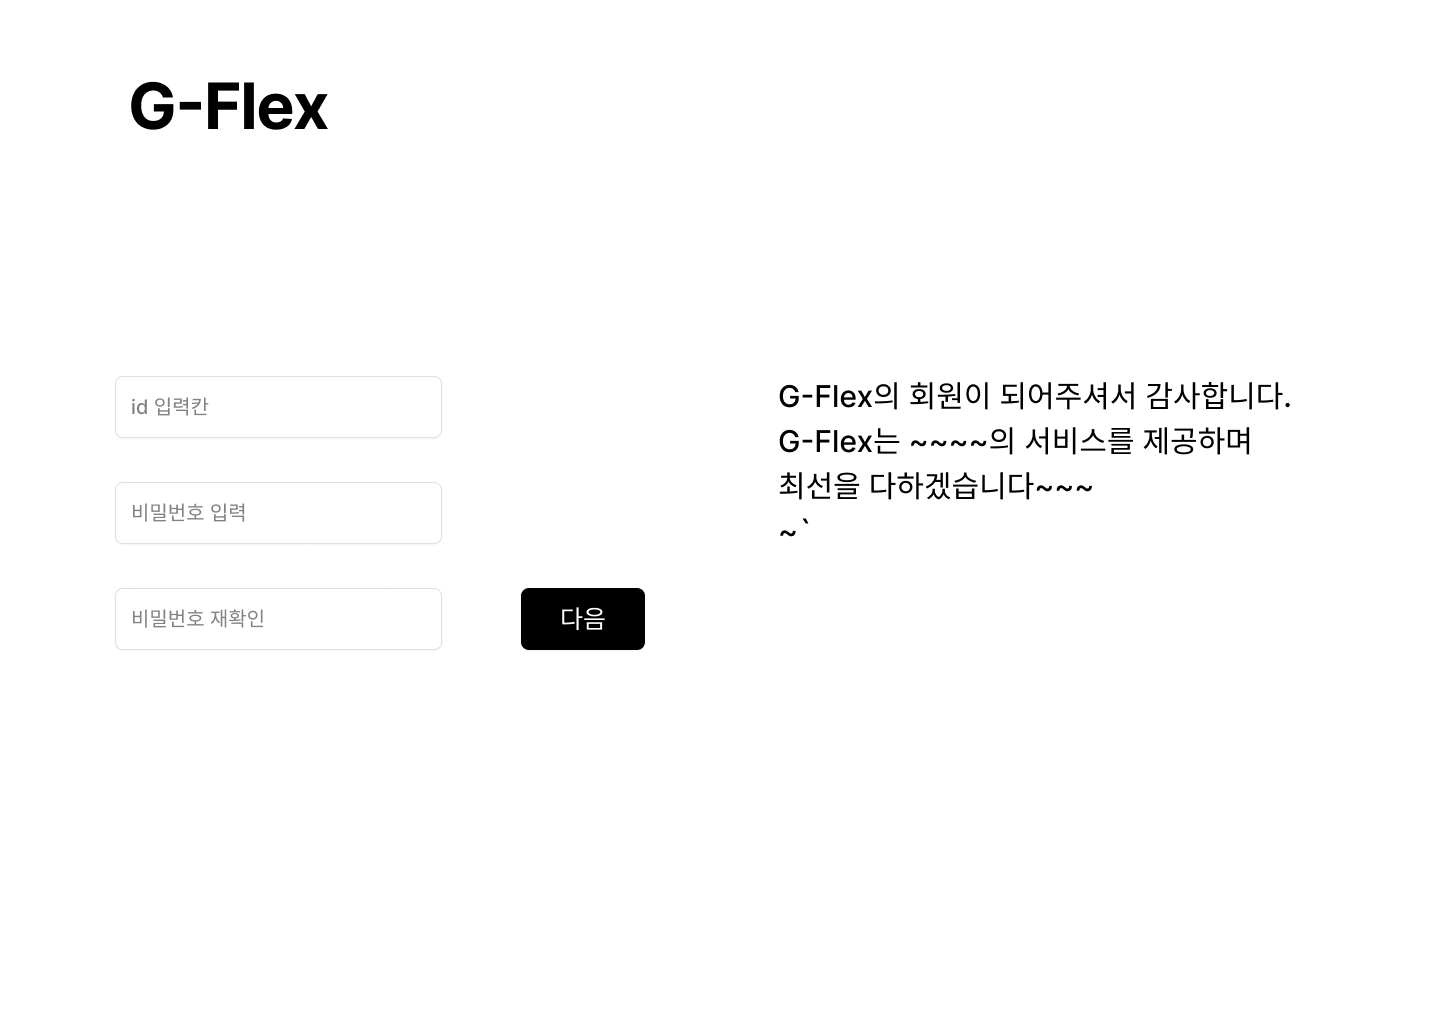 G-Flex
id 입력칸
비밀번호 입력
비밀번호 재확인
다음
G-Flex의 회원이 되어주셔서 감사합니다.
G-Flex는 ~~~~의 서비스를 제공하며
최선을 다하겠습니다~~~
~`